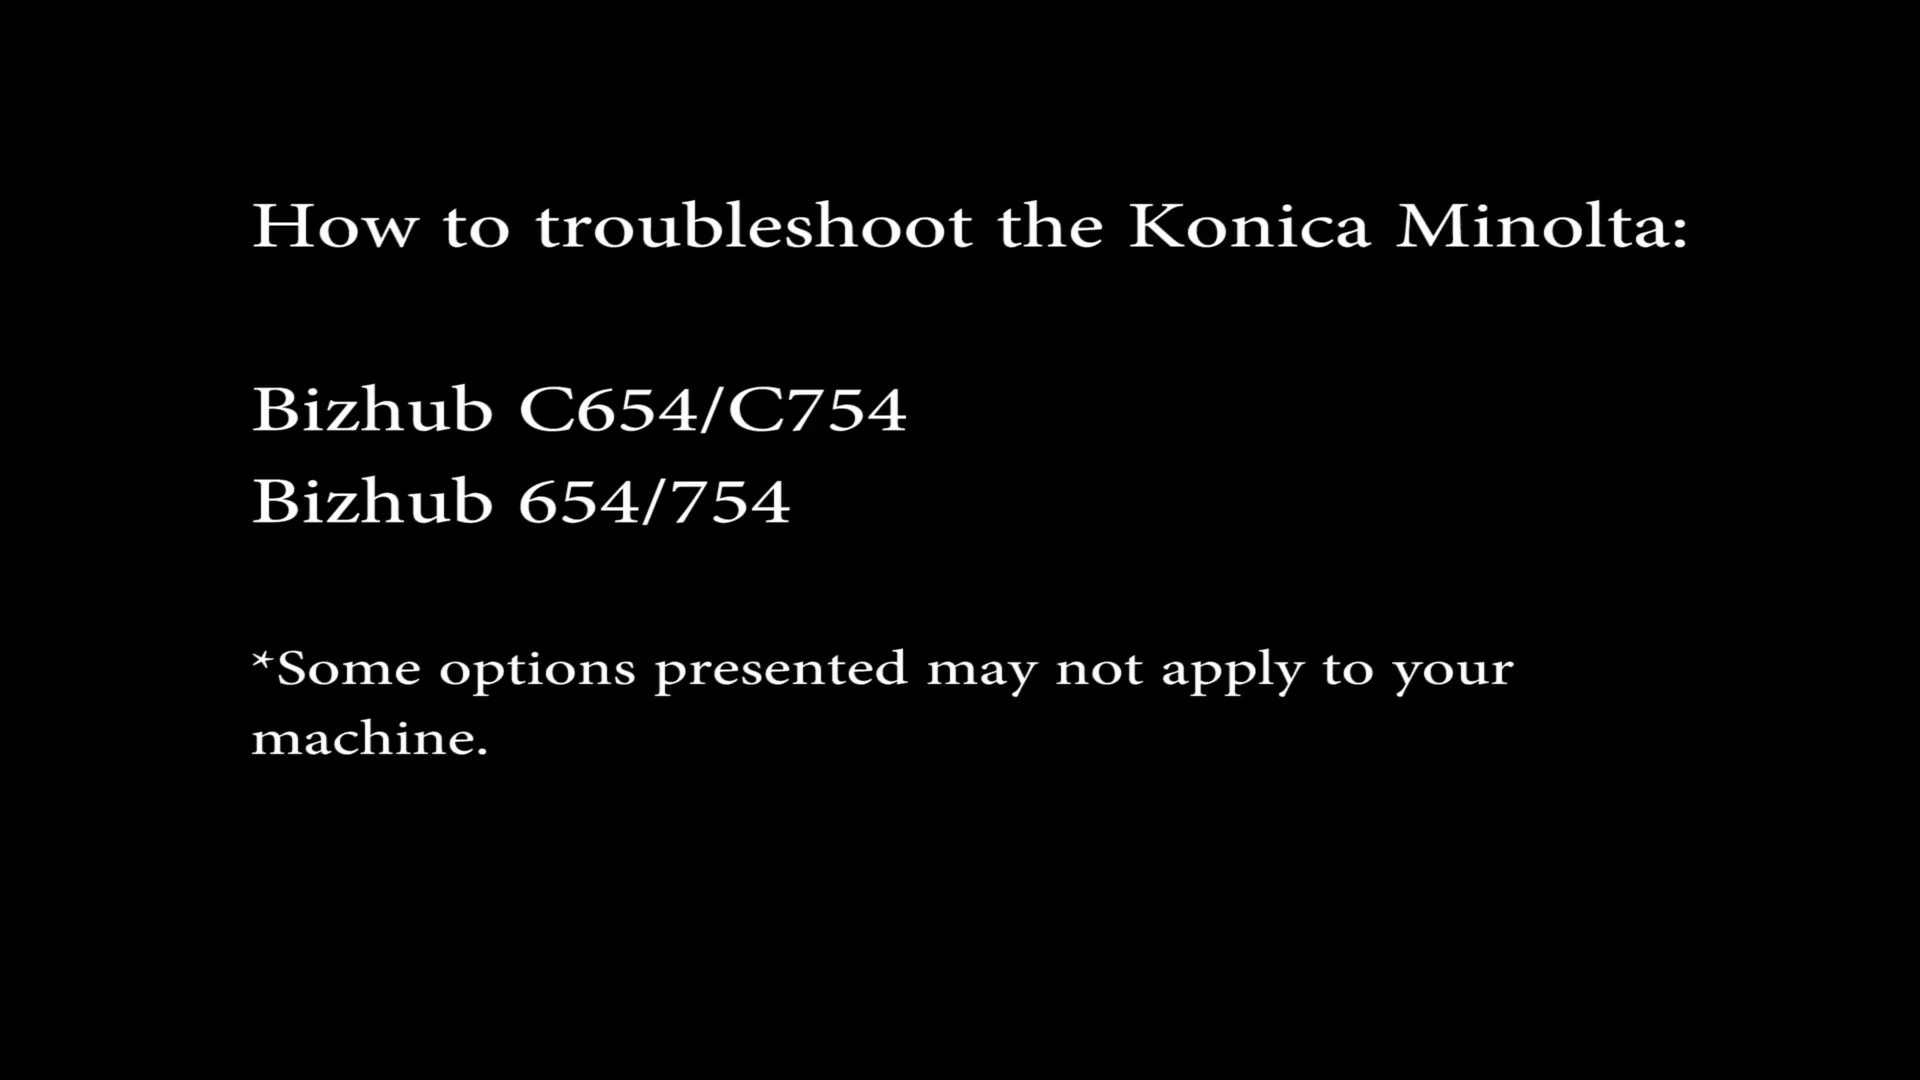 How to troubleshoot the Konica Minolta:
Bizhub C654/C754
Bizhub 654/754
*Some options presented may not apply to your
machine.